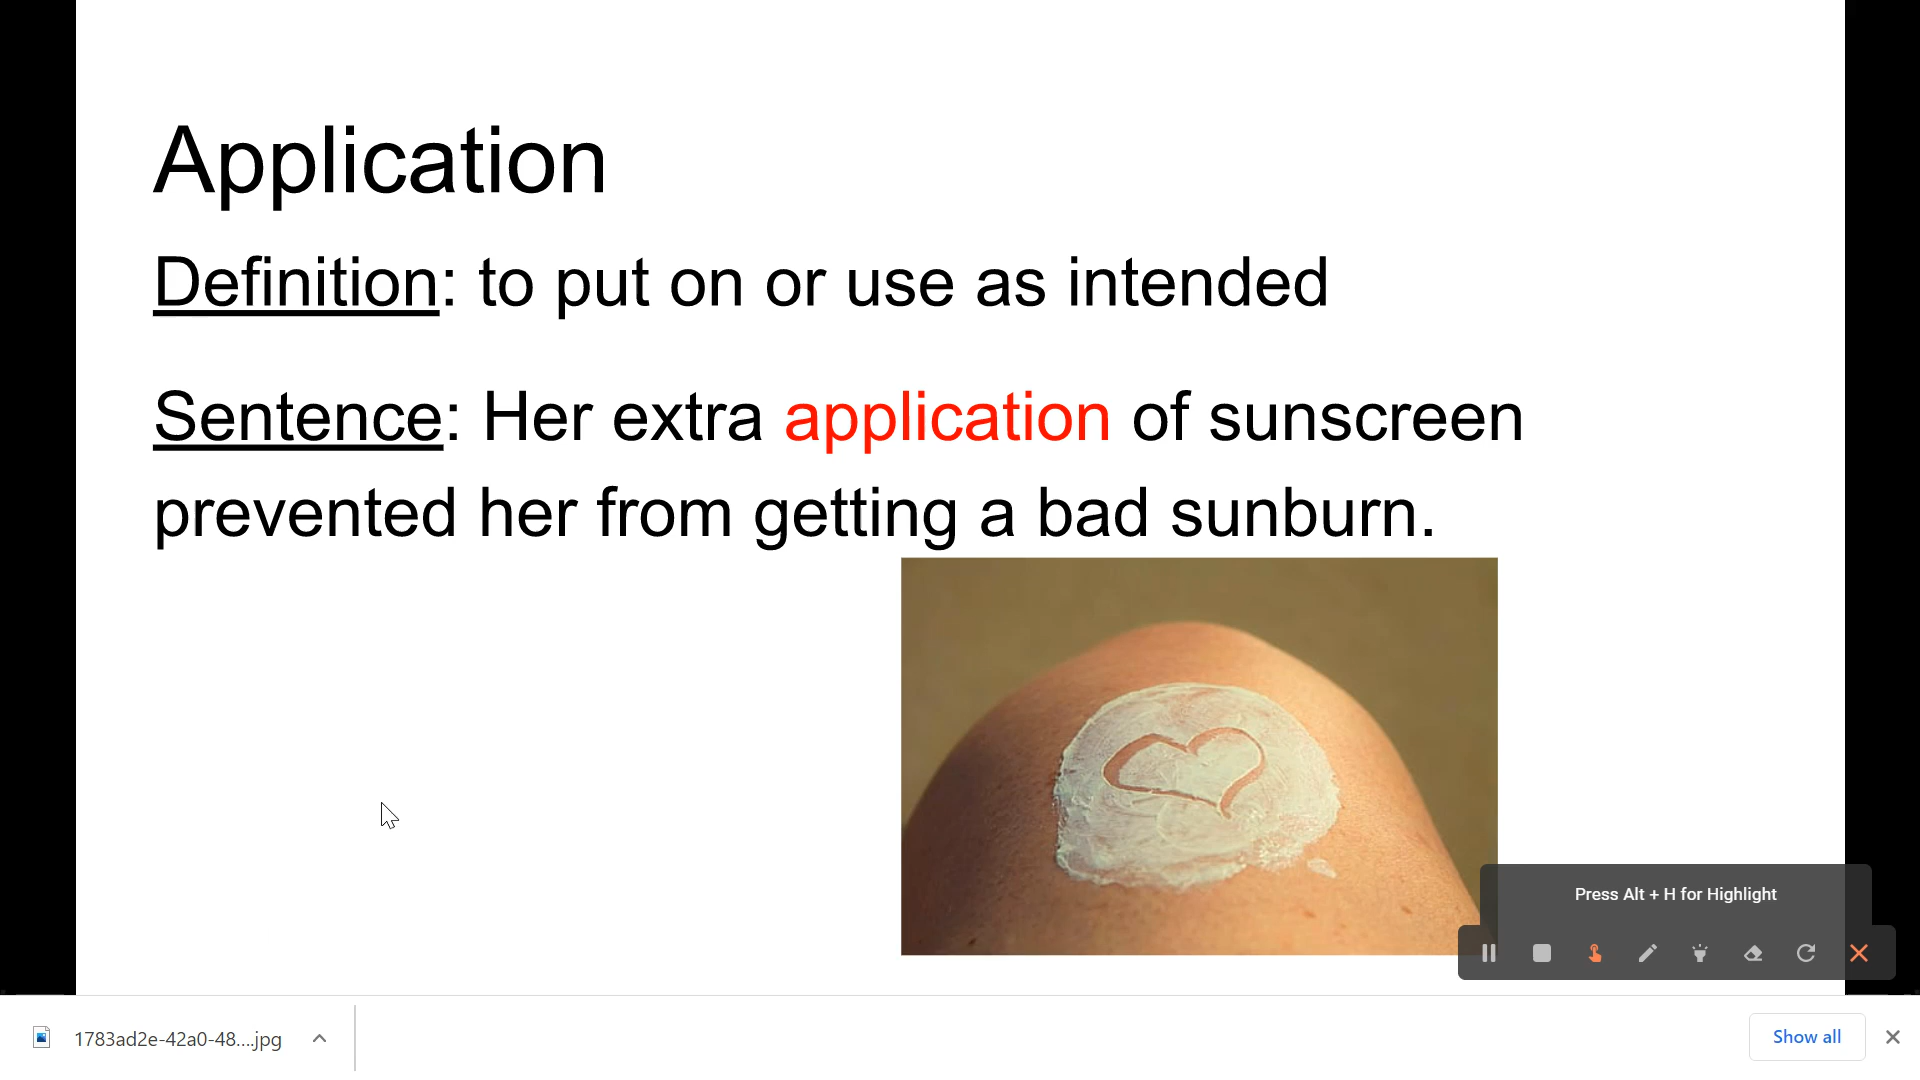 Application
Definition: to put on or use as intended
Sentence: Her extra application of sunscreen
prevented her from getting a bad sunburn.
Press Alt + H for Highlight
1783ad2e-42a0-48....jpg
Show all